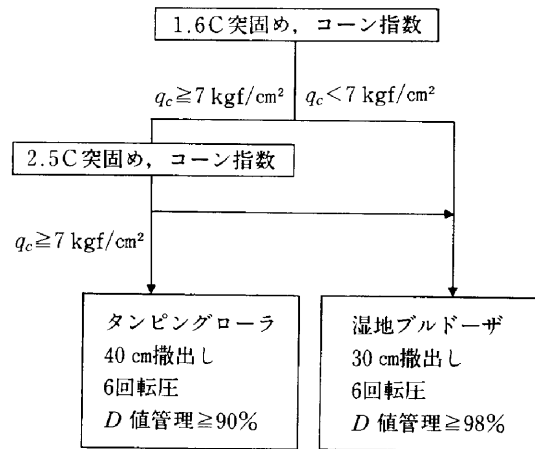 1.6C突固め，コーン指数
q_c≧7 kgf/cm² q_c＜7 kgf/cm²
2.5C突固め，コーン指数
q_c≧7 kgf/cm²
タンピングローラ
40 cm撒出し
6回転圧
D 値管理≧90%
湿地ブルドーザ
30 cm撒出し
6回転圧
D 値管理≧98%